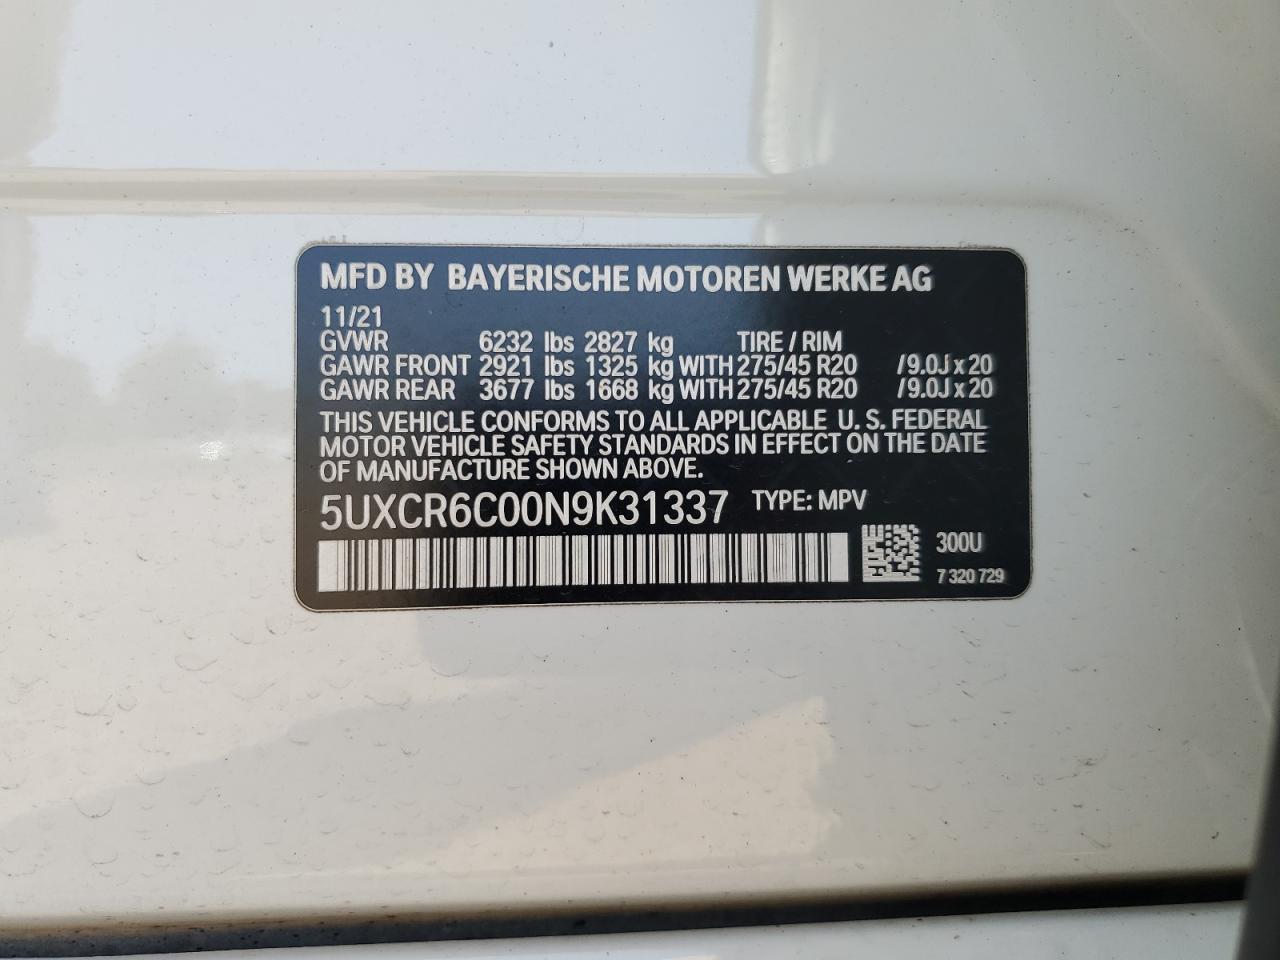 MFD BY BAYERISCHE MOTOREN WERKE AG
11/21
GVWR 6232 lbs 2827 kg TIRE / RIM
GAWR FRONT 2921 lbs 1325 kg WITH 275/45 R20 /9.0J x 20
GAWR REAR 3677 lbs 1668 kg WITH 275/45 R20 /9.0J x 20
THIS VEHICLE CONFORMS TO ALL APPLICABLE U. S. FEDERAL
MOTOR VEHICLE SAFETY STANDARDS IN EFFECT ON THE DATE
OF MANUFACTURE SHOWN ABOVE.
5UXCR6C00N9K31337 TYPE: MPV
300U
7 320 729